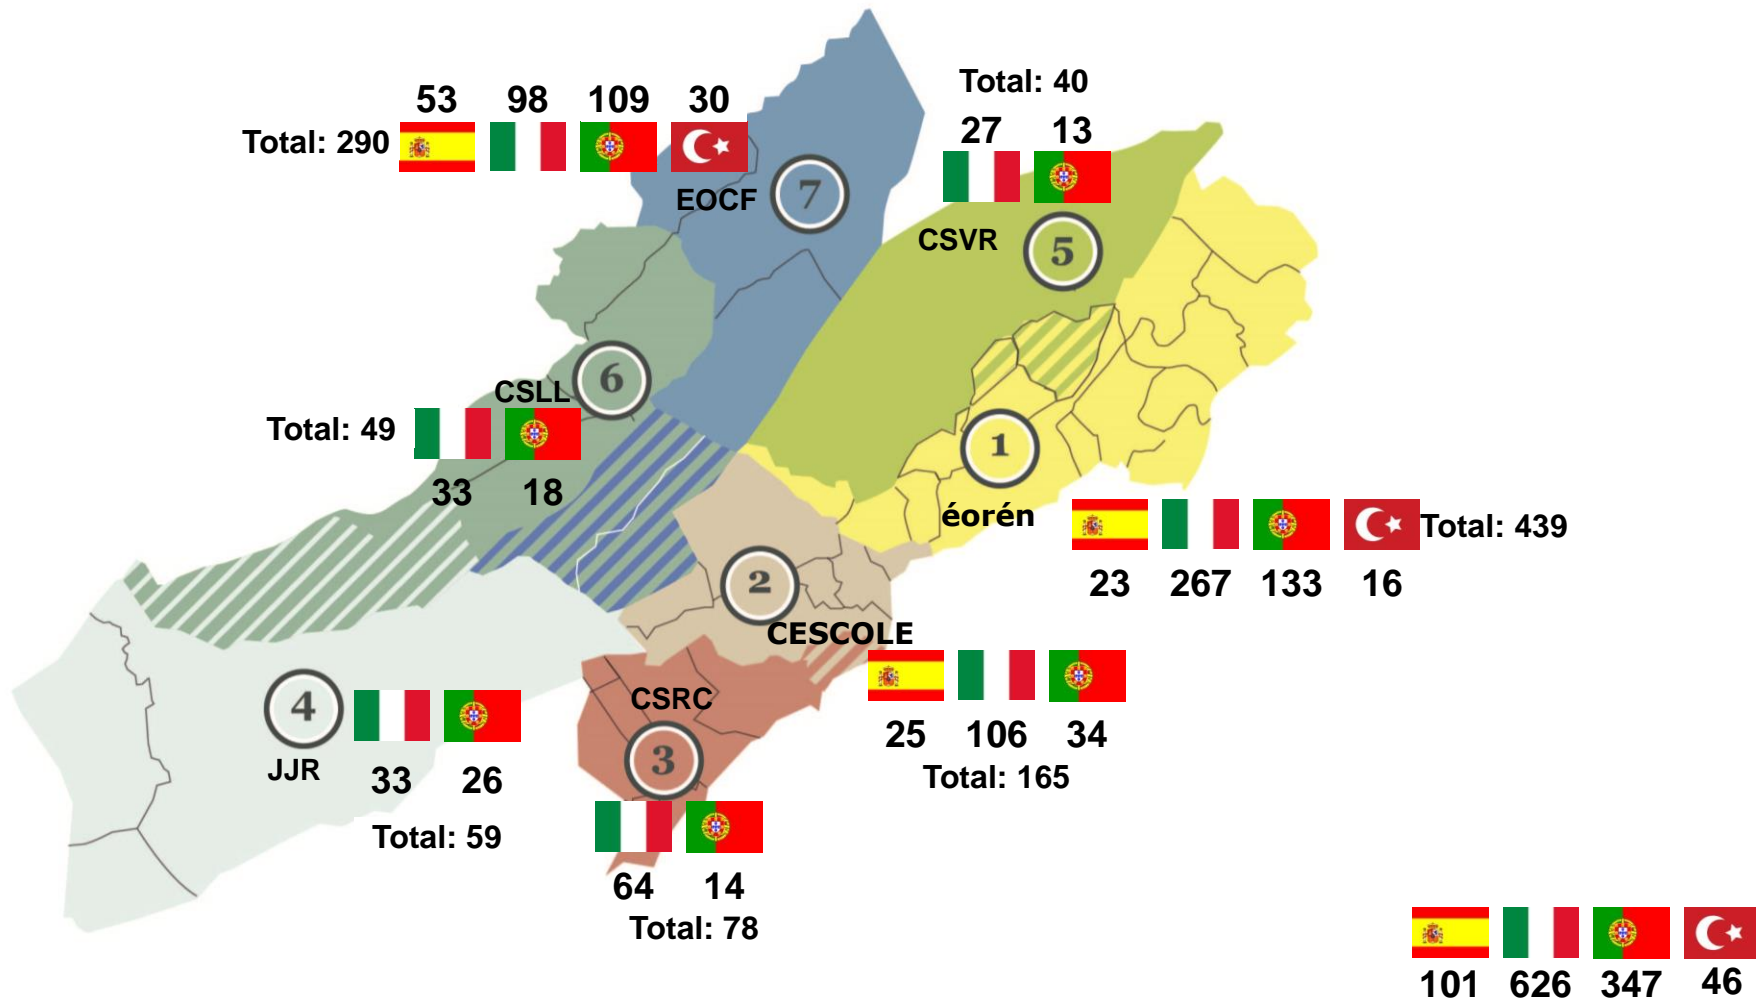 Total: 40
53 98 109 30
27 13
Total: 290
7
EOCF
CSVR
5
6
CSLL
Total: 49
1
33 18
éorén
Total: 439
2
23 267 133 16
CESCOLE
CSRC
4
25 106 34
3
JJR
33 26
Total: 165
Total: 59
64 14
Total: 78
101 626 347 46